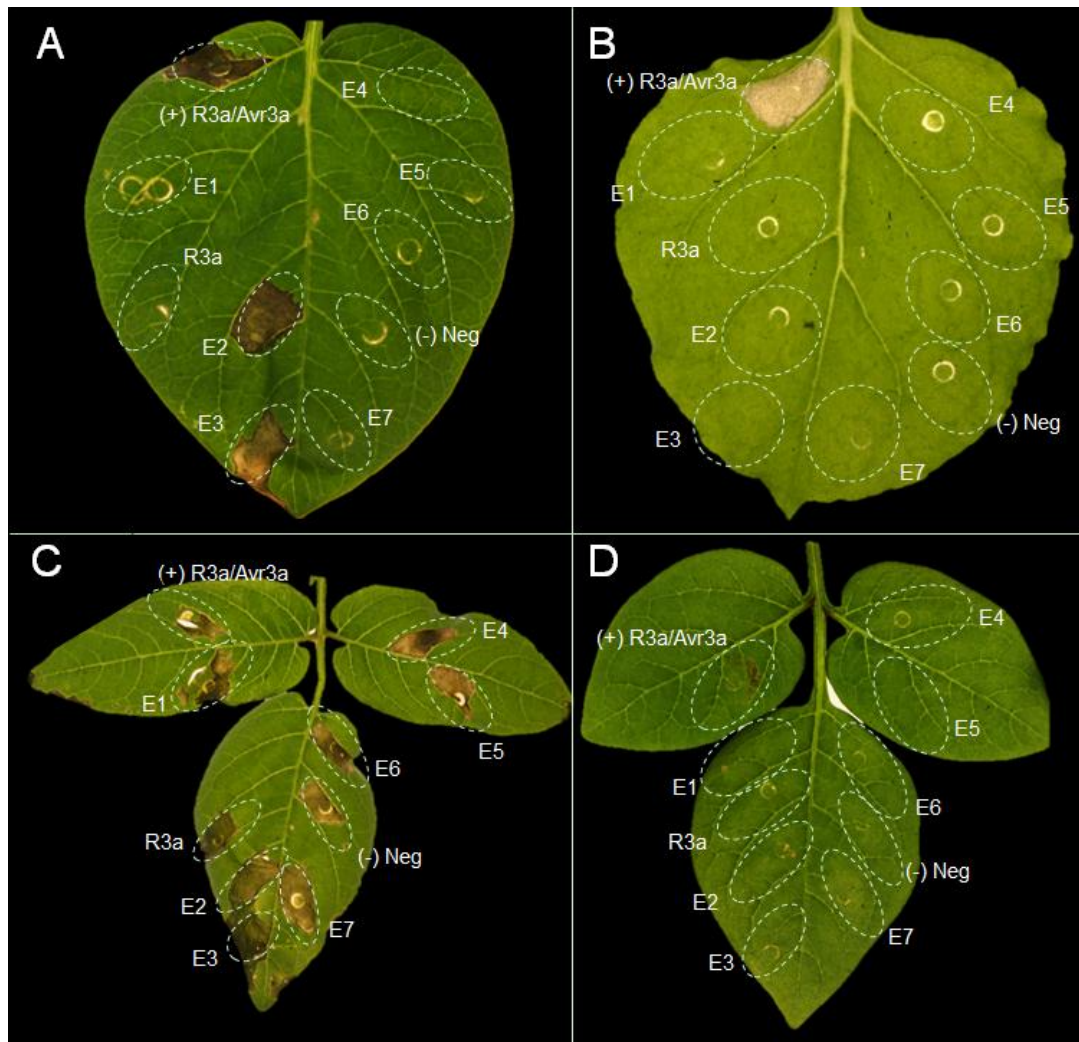 A
(+) R3a/Avr3a
E4
E1
E5
E6
R3a
E2
(-) Neg
E3
E7
B
(+) R3a/Avr3a
E4
E1
E5
R3a
E2
E6
(-) Neg
E3
E7
C
(+) R3a/Avr3a
E4
E1
E5
E6
R3a
(-) Neg
E2
E7
E3
D
(+) R3a/Avr3a
E4
E5
E1
E6
R3a
(-) Neg
E2
E7
E3